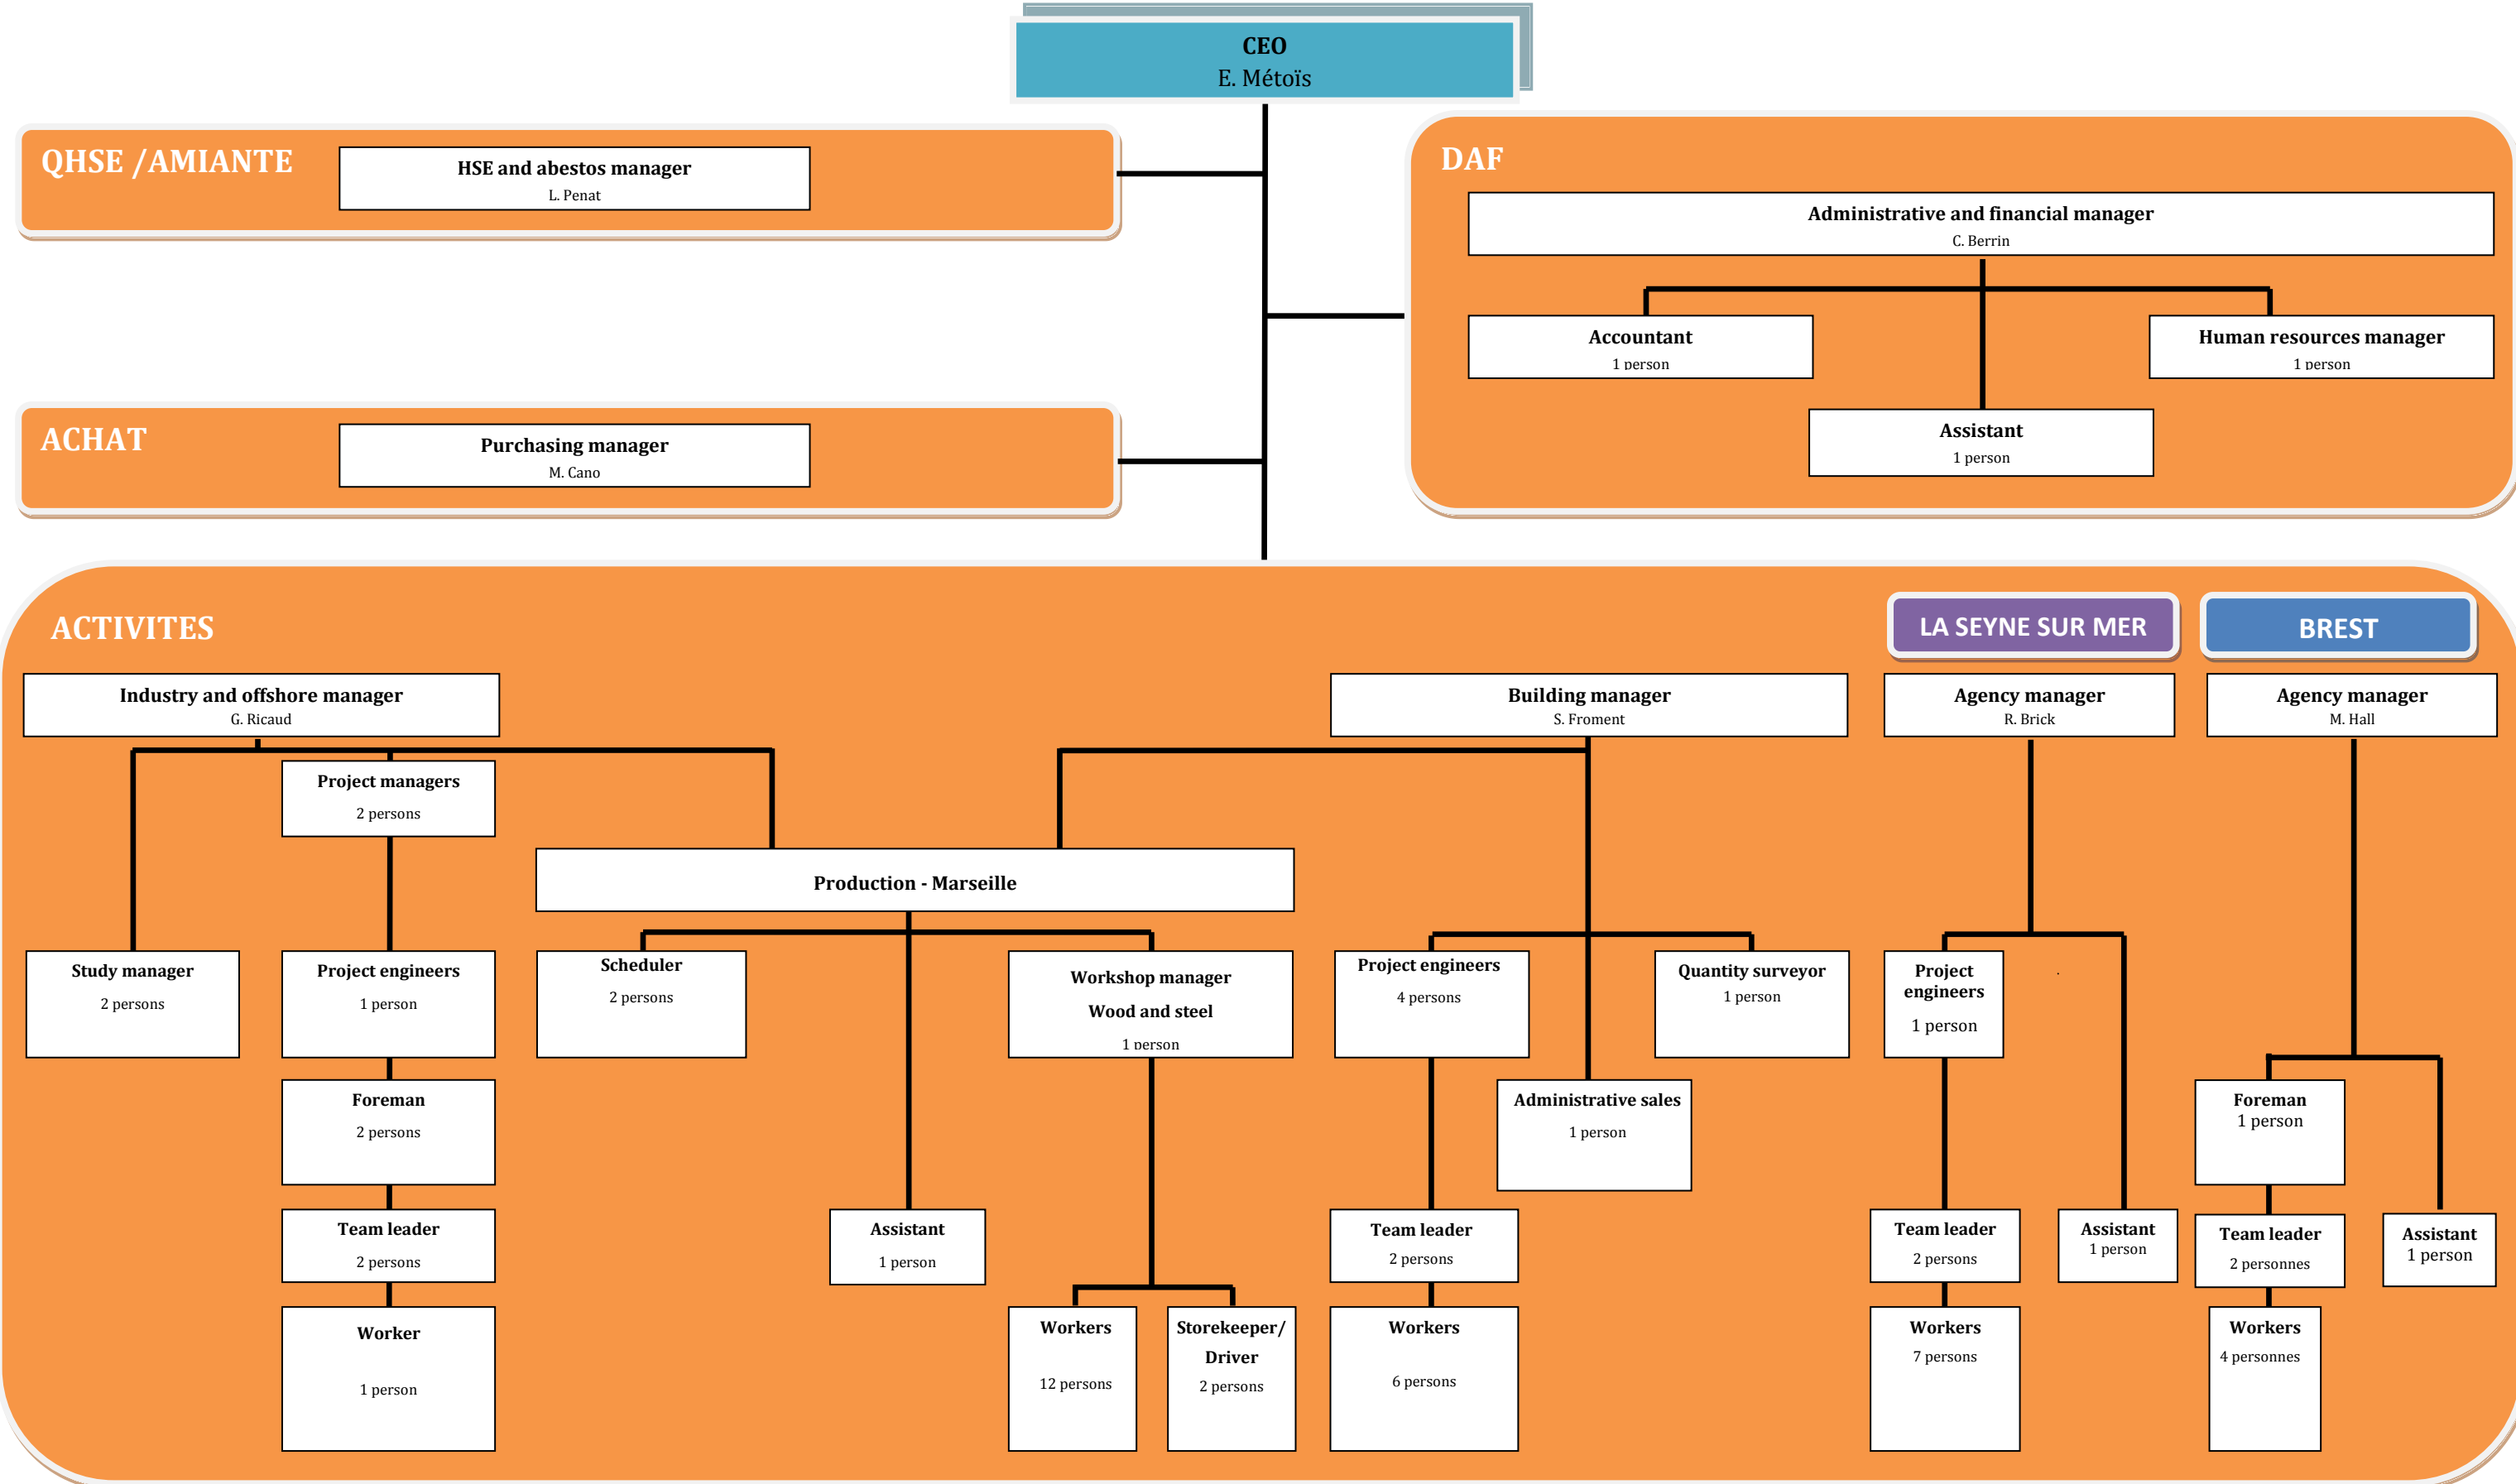 CEO
E. Métoïs
QHSE /AMIANTE
HSE and abestos manager
L. Penat
DAF
Administrative and financial manager
C. Berrin
Accountant
1 person
Human resources manager
1 person
Assistant
1 person
ACHAT
Purchasing manager
M. Cano
ACTIVITES
LA SEYNE SUR MER
BREST
Industry and offshore manager
G. Ricaud
Building manager
S. Froment
Agency manager
R. Brick
Agency manager
M. Hall
Project managers
2 persons
Production - Marseille
Study manager
2 persons
Project engineers
1 person
Scheduler
2 persons
Workshop manager
Wood and steel
1 person
Project engineers
4 persons
Quantity surveyor
1 person
Project
engineers
1 person
.
Foreman
2 persons
Administrative sales
1 person
Foreman
1 person
Team leader
2 persons
Assistant
1 person
Team leader
2 persons
Team leader
2 persons
Assistant
1 person
Team leader
2 personnes
Assistant
1 person
Worker
1 person
Workers
12 persons
Storekeeper/
Driver
2 persons
Workers
6 persons
Workers
7 persons
Workers
4 personnes